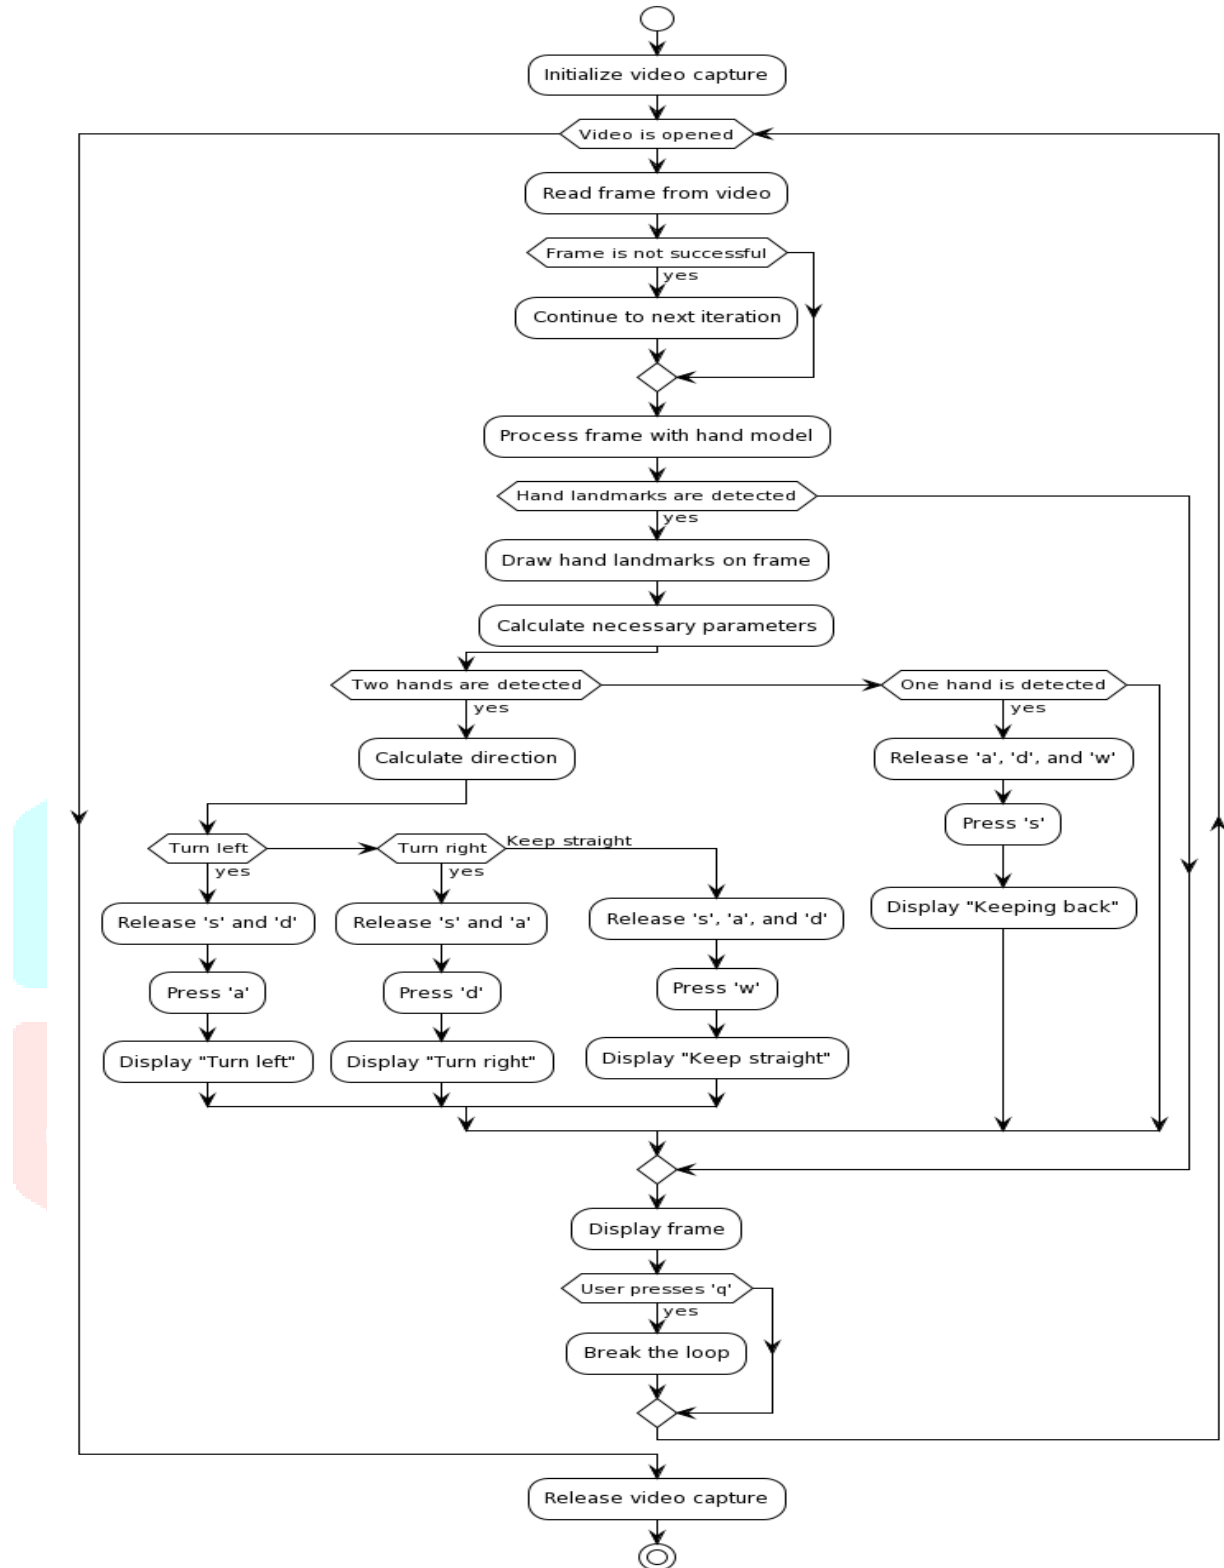 Initialize video capture
Video is opened
Read frame from video
Frame is not successful
yes
Continue to next iteration
Process frame with hand model
Hand landmarks are detected
yes
Draw hand landmarks on frame
Calculate necessary parameters
Two hands are detected
yes
One hand is detected
yes
Calculate direction
Release 'a', 'd', and 'w'
Press 's'
Display "Keeping back"
Turn left
yes
Turn right
yes
Keep straight
Release 's' and 'd'
Release 's' and 'a'
Release 's', 'a', and 'd'
Press 'a'
Press 'd'
Press 'w'
Display "Turn left"
Display "Turn right"
Display "Keep straight"
Display frame
User presses 'q'
yes
Break the loop
Release video capture